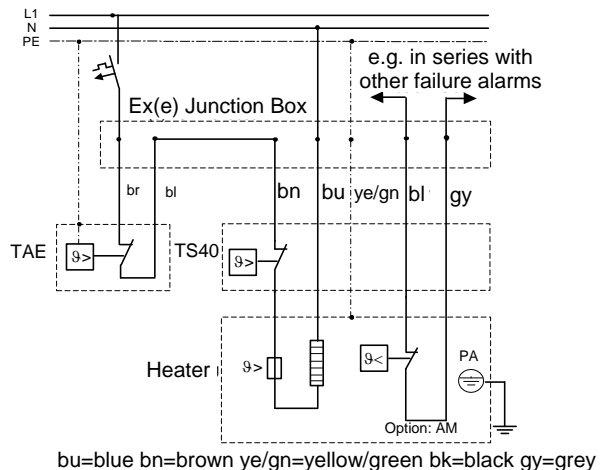 L1
N
PE
e.g. in series with
other failure alarms
Ex(e) Junction Box
br
bl
bn
bu
ye/gn
bl
gy
TAE
ϑ>
TS40
ϑ>
Heater
ϑ>
ϑ<
PA
Option: AM
bu=blue bn=brown ye/gn=yellow/green bk=black gy=grey